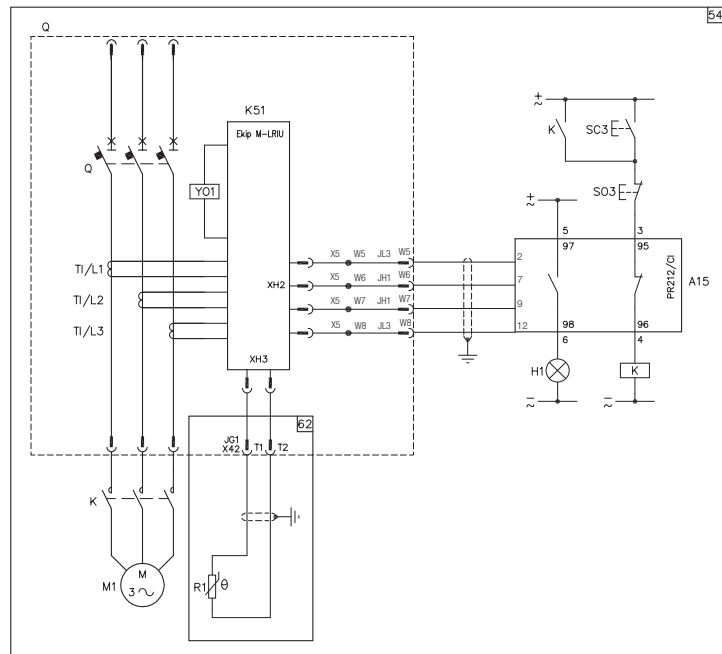 54
Q
K51
Ekip M-LRIU
Q
Y01
K
SC3
S03
5
3
97
95
TI/L1
TI/L2
TI/L3
X5 W5 JL3 W5
X5 W6 JH1 W6
X5 W7 JH1 W7
X5 W8 JL3 W8
XH2
XH3
2
7
9
12
PR212/CI
A15
98
96
6
4
H1
K
62
JG1
X42
T1
T2
K
M1
M
3
R1
θ